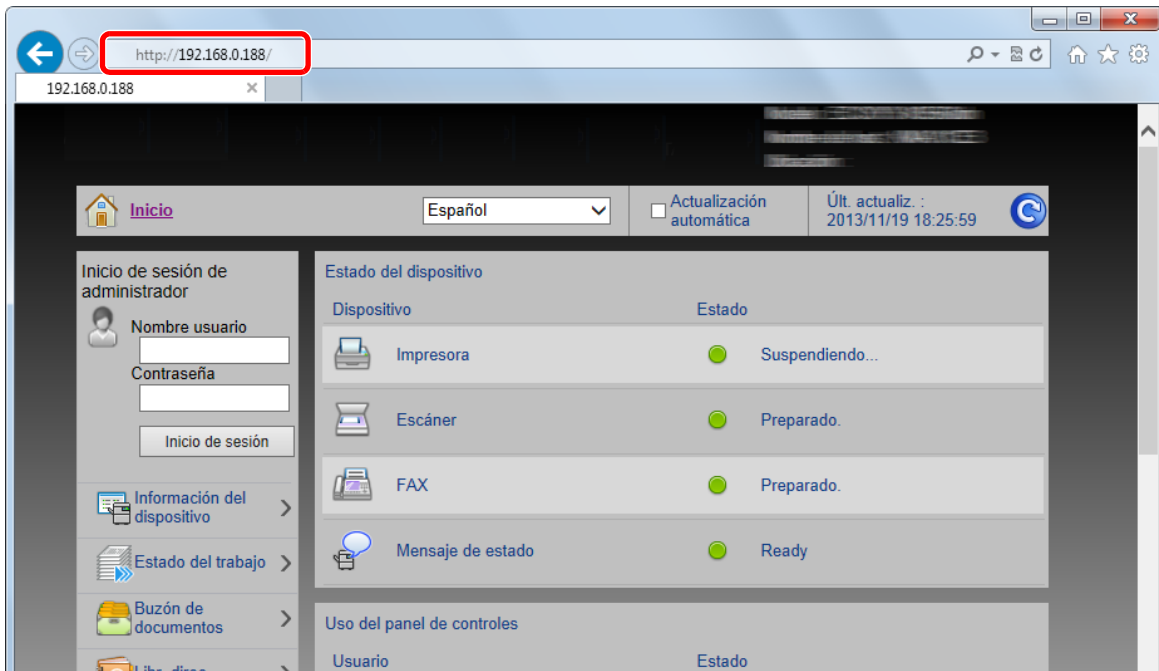 http://192.168.0.188/
192.168.0.188
Inicio
Español
Actualización
automática
Últ. actualiz. :
2013/11/19 18:25:59
Inicio de sesión de
administrador
Nombre usuario
Contraseña
Inicio de sesión
Información del
dispositivo
Estado del trabajo
Buzón de
documentos
Estado del dispositivo
Dispositivo Estado
Impresora Suspendiendo...
Escáner Preparado.
FAX Preparado.
Mensaje de estado Ready
Uso del panel de controles
Usuario Estado